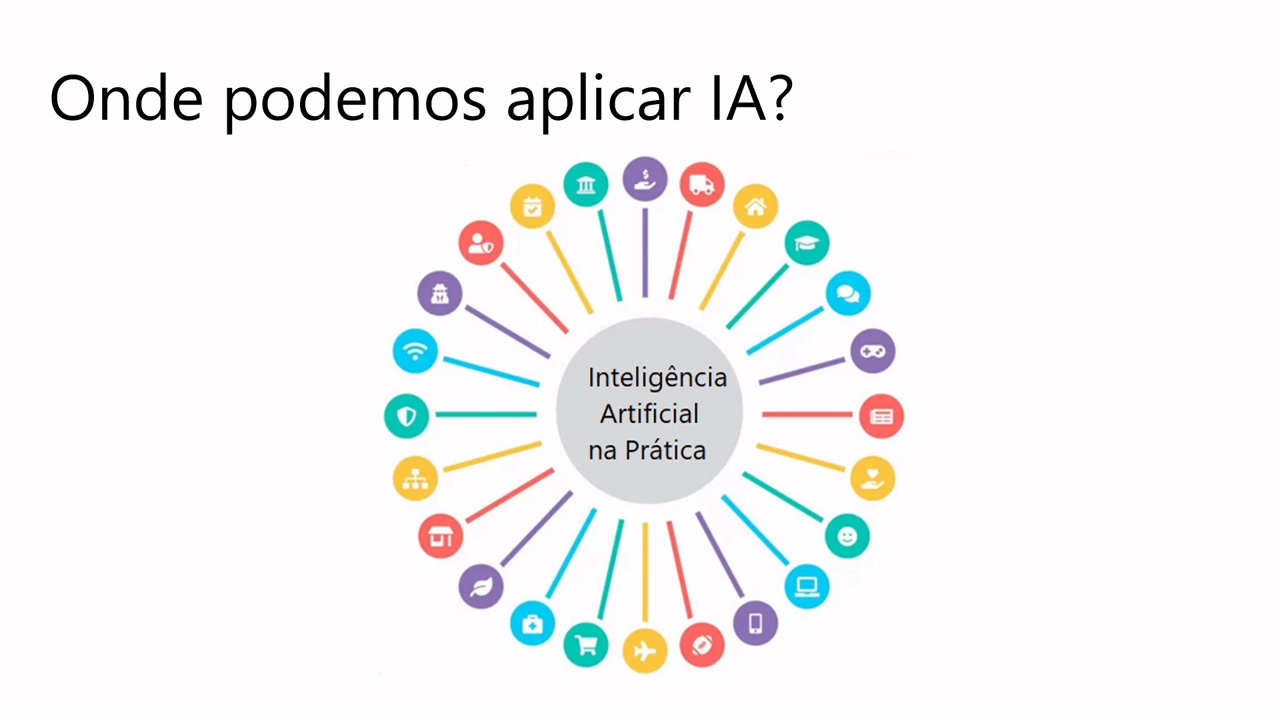 Onde podemos aplicar IA?
Inteligência
Artificial
na Prática